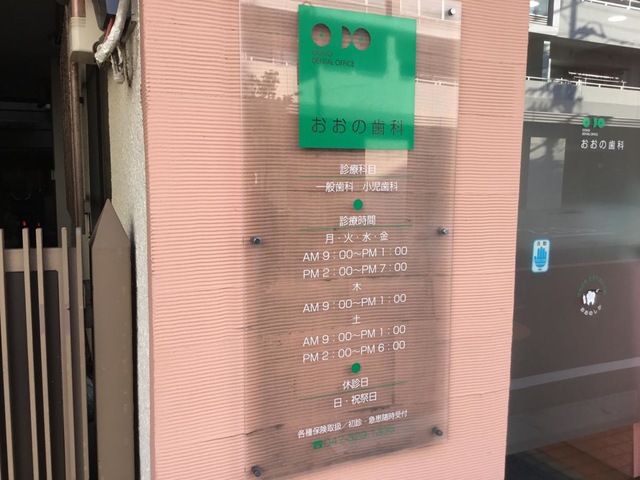 OONO
DENTAL OFFICE
おおの歯科
診療科目
一般歯科 小児歯科
診療時間
月・火・水・金
AM 9：00〜PM 1：00
PM 2：00〜PM 7：00
木
AM 9：00〜PM 1：00
土
AM 9：00〜PM 1：00
PM 2：00〜PM 6：00
休診日
日・祝祭日
各種保険取扱／初診・急患随時受付
DENTAL OFFICE
おおの歯科
自動